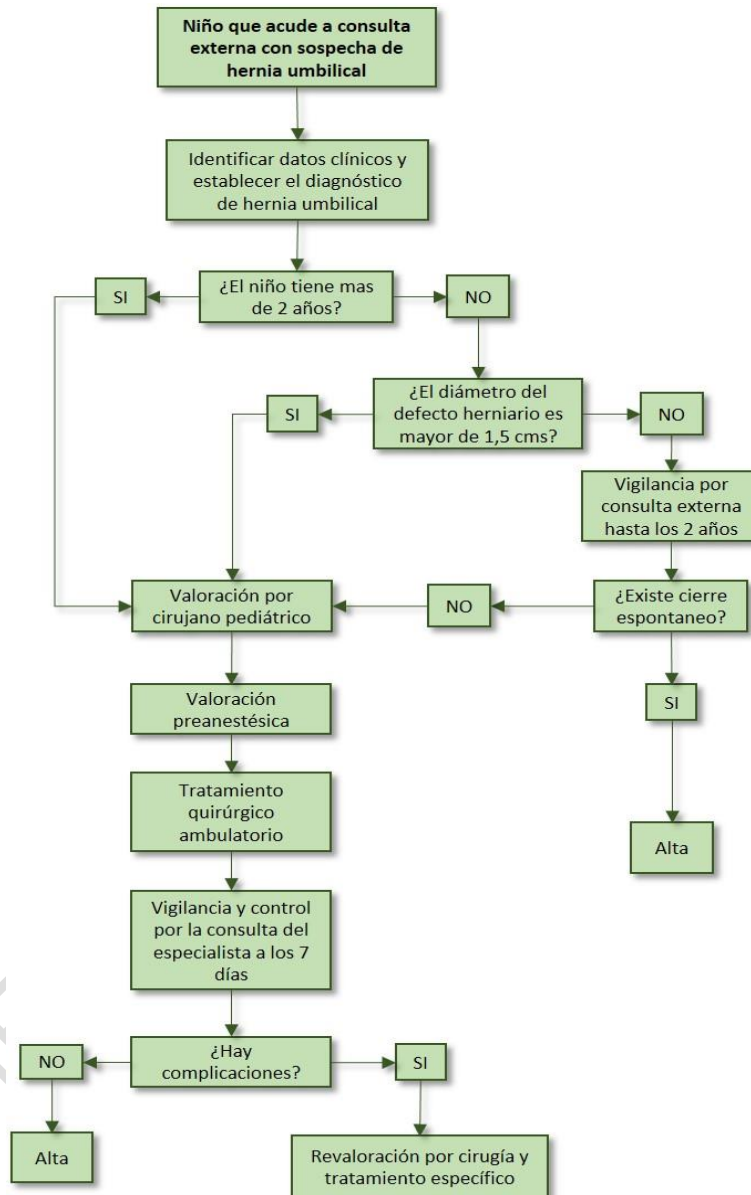 Niño que acude a consulta
externa con sospecha de
hernia umbilical
Identificar datos clínicos y
establecer el diagnóstico
de hernia umbilical
SI
¿El niño tiene mas
de 2 años?
NO
SI
¿El diámetro del
defecto herniario es
mayor de 1,5 cms?
NO
Vigilancia por
consulta externa
hasta los 2 años
Valoración por
cirujano pediátrico
NO
¿Existe cierre
espontaneo?
Valoración
preanestésica
SI
Tratamiento
quirúrgico
ambulatorio
Alta
Vigilancia y control
por la consulta del
especialista a los 7
días
NO
¿Hay
complicaciones?
SI
Alta
Revaloración por cirugía y
tratamiento específico